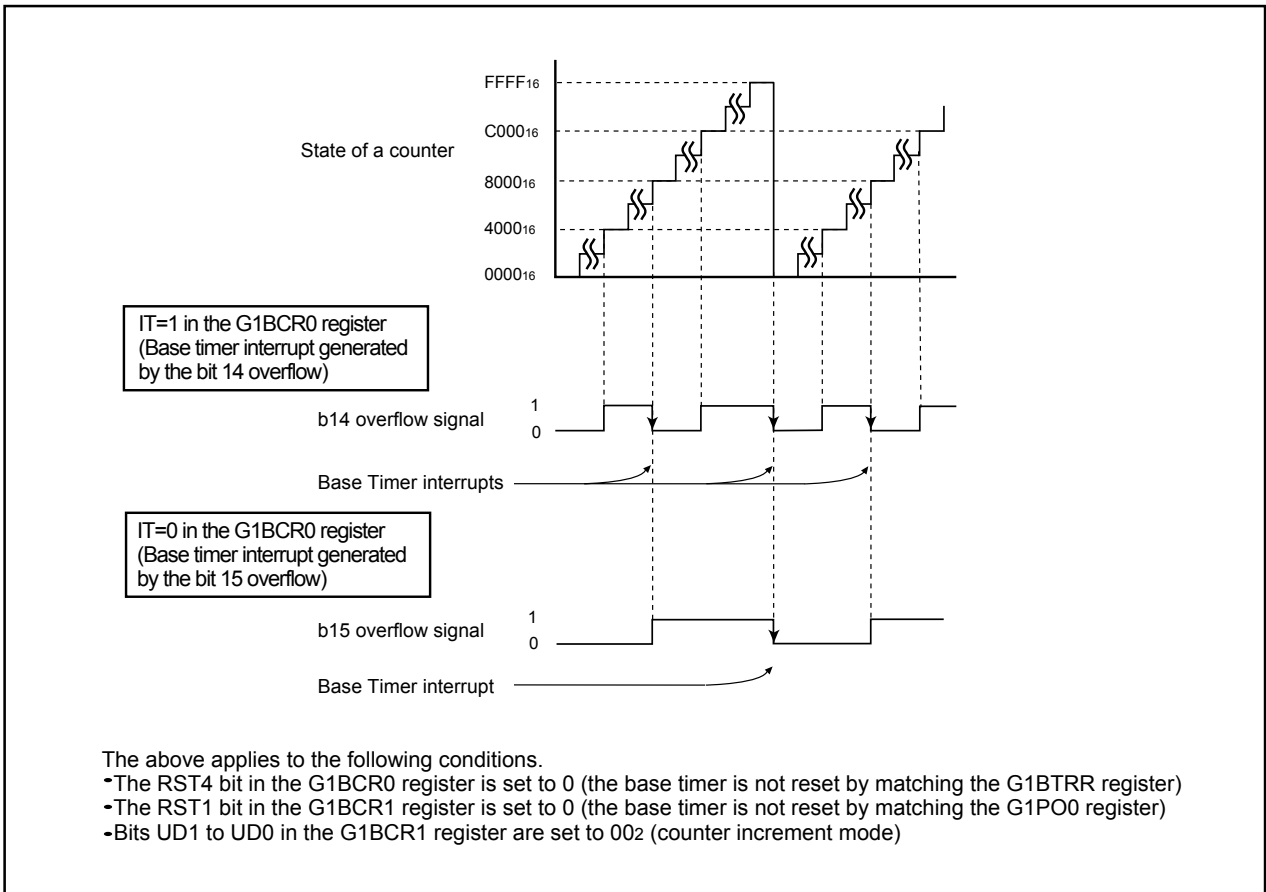 FFFF16
C00016
State of a counter
800016
400016
000016
IT=1 in the G1BCR0 register
(Base timer interrupt generated
by the bit 14 overflow)
b14 overflow signal
1
0
Base Timer interrupts
IT=0 in the G1BCR0 register
(Base timer interrupt generated
by the bit 15 overflow)
b15 overflow signal
1
0
Base Timer interrupt
The above applies to the following conditions.
•The RST4 bit in the G1BCR0 register is set to 0 (the base timer is not reset by matching the G1BTRR register)
•The RST1 bit in the G1BCR1 register is set to 0 (the base timer is not reset by matching the G1PO0 register)
•Bits UD1 to UD0 in the G1BCR1 register are set to 002 (counter increment mode)